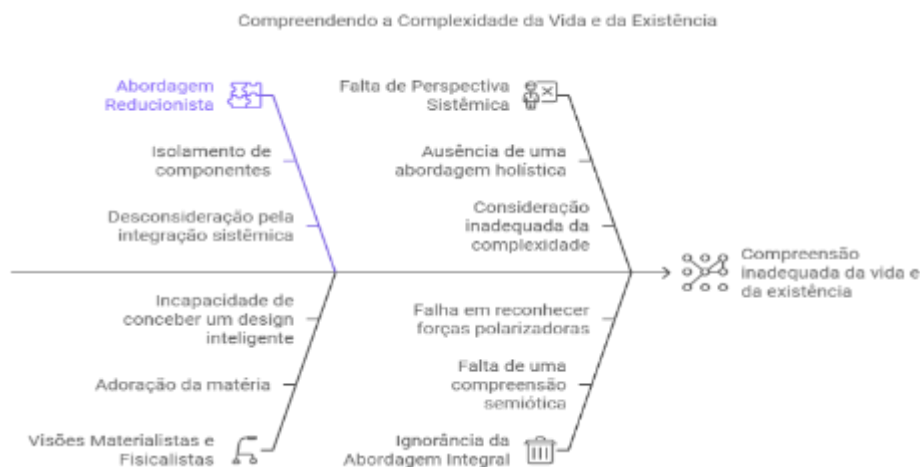 Compreendendo a Complexidade da Vida e da Existência
Abordagem
Reducionista
Isolamento de
componentes
Desconsideração pela
integração sistêmica
Falta de Perspectiva
Sistêmica
Ausência de uma
abordagem holística
Consideração
inadequada da
complexidade
Compreensão
inadequada da vida e
da existência
Incapacidade de
conceber um design
inteligente
Adoração da matéria
Visões Materialistas e
Fisicalistas
Falha em reconhecer
forças polarizadoras
Falta de uma
compreensão
semiótica
Ignorância da
Abordagem Integral